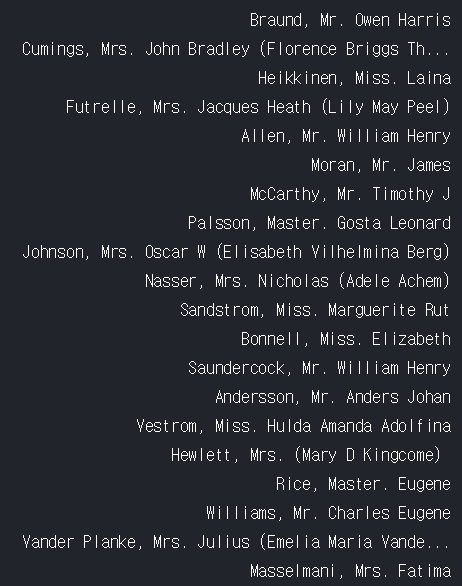 Braund, Mr. Owen Harris
Cumings, Mrs. John Bradley (Florence Briggs Th...
Heikkinen, Miss. Laina
Futrelle, Mrs. Jacques Heath (Lily May Peel)
Allen, Mr. William Henry
Moran, Mr. James
McCarthy, Mr. Timothy J
Palsson, Master. Gosta Leonard
Johnson, Mrs. Oscar W (Elisabeth Vilhelmina Berg)
Nasser, Mrs. Nicholas (Adele Achem)
Sandstrom, Miss. Marguerite Rut
Bonnell, Miss. Elizabeth
Saundercock, Mr. William Henry
Andersson, Mr. Anders Johan
Vestrom, Miss. Hulda Amanda Adolfina
Hewlett, Mrs. (Mary D Kingcome)
Rice, Master. Eugene
Williams, Mr. Charles Eugene
Vander Planke, Mrs. Julius (Emelia Maria Vande...
Masselmani, Mrs. Fatima